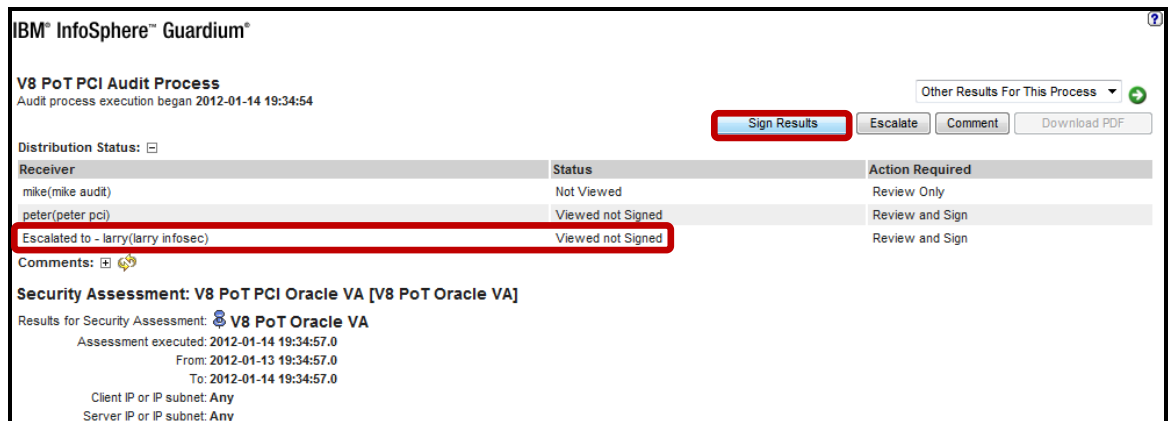 IBM® InfoSphere™ Guardium®
?
V8 PoT PCI Audit Process
Audit process execution began 2012-01-14 19:34:54
Other Results For This Process
Sign Results Escalate Comment Download PDF
Distribution Status:
Receiver Status Action Required
mike(mike audit) Not Viewed Review Only
peter(peter pci) Viewed not Signed Review and Sign
Escalated to - larry(larry infosec) Viewed not Signed Review and Sign
Comments:
Security Assessment: V8 PoT PCI Oracle VA [V8 PoT Oracle VA]
Results for Security Assessment: V8 PoT Oracle VA
Assessment executed: 2012-01-14 19:34:57.0
From: 2012-01-13 19:34:57.0
To: 2012-01-14 19:34:57.0
Client IP or IP subnet: Any
Server IP or IP subnet: Any